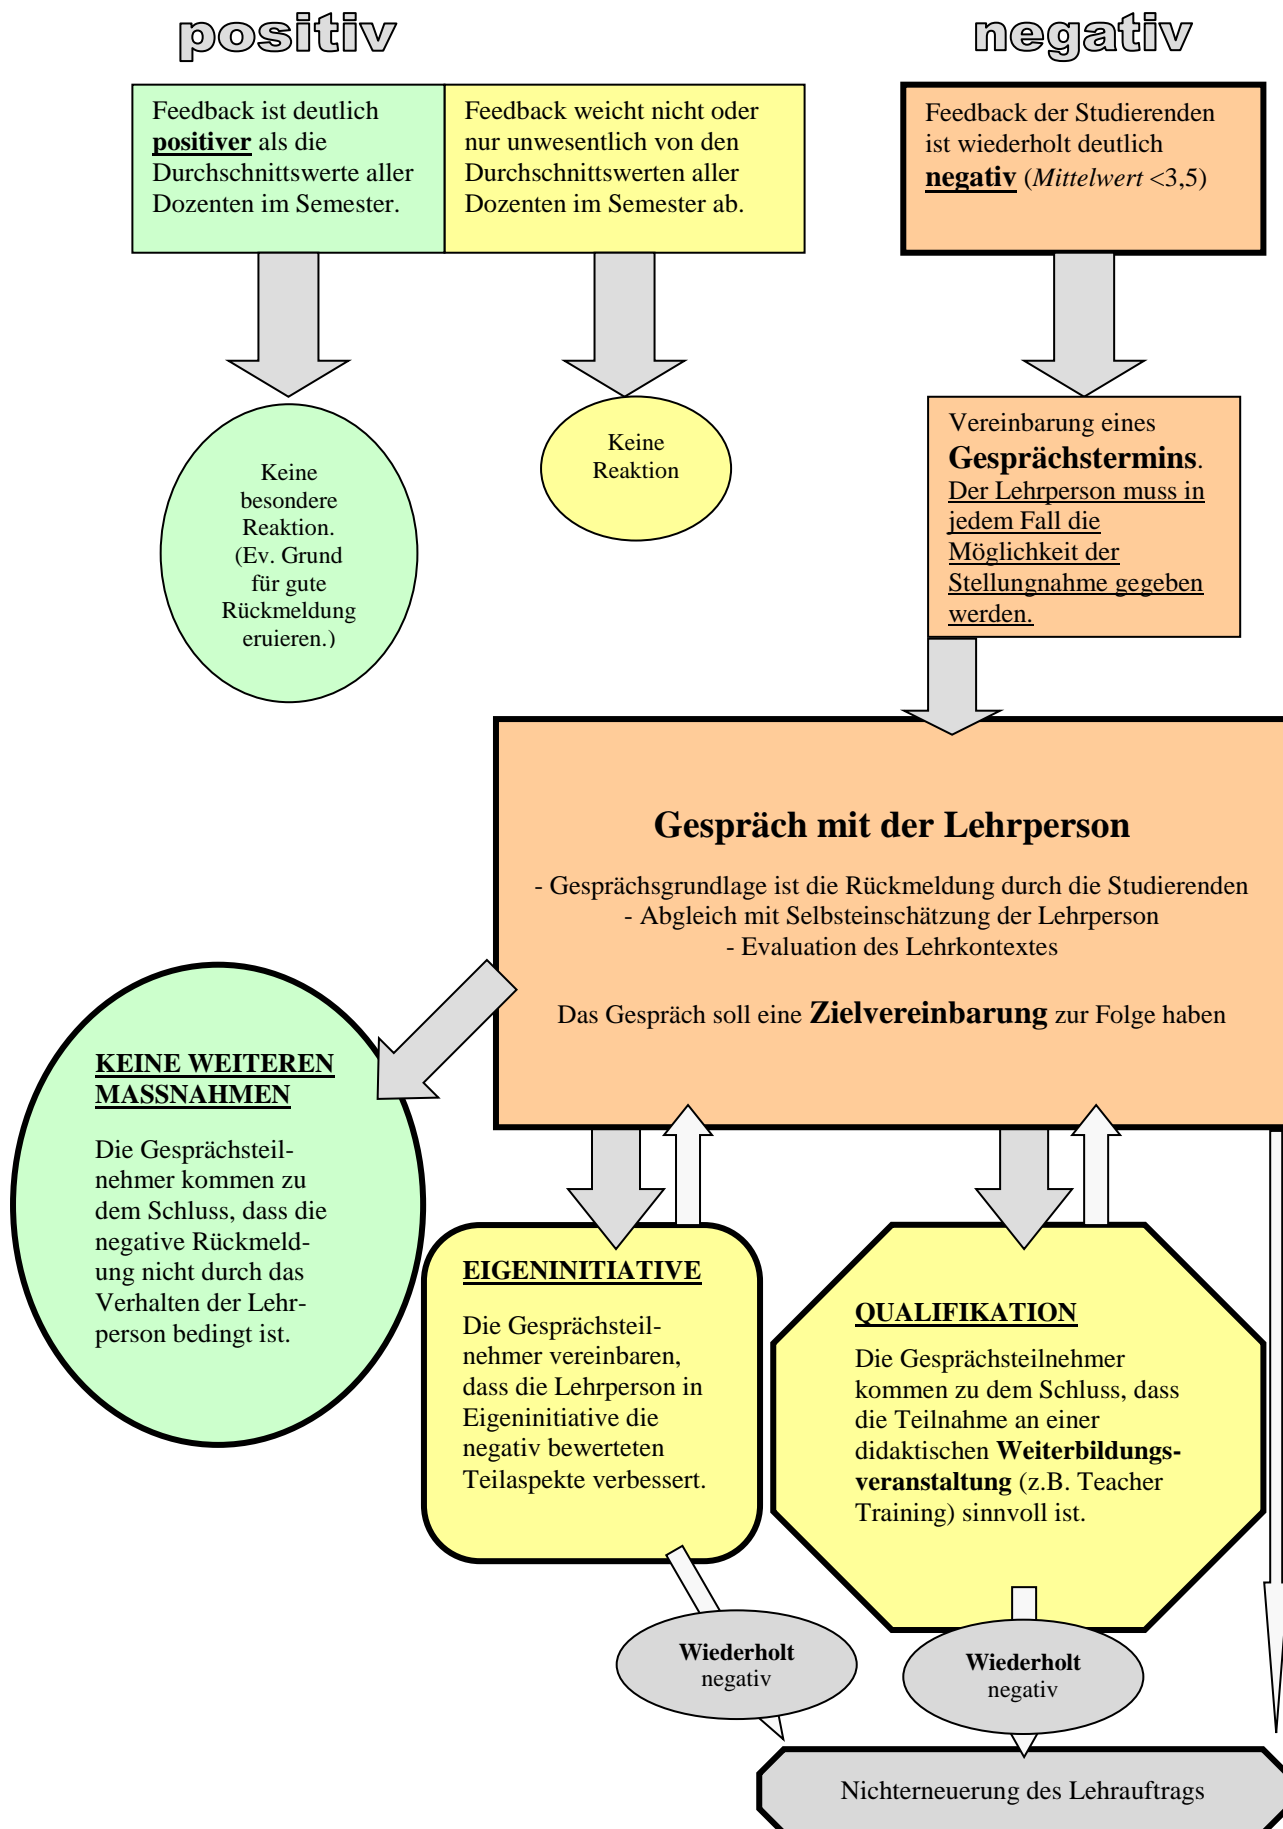 positiv
negativ
Feedback ist deutlich
positiver als die
Durchschnittswerte aller
Dozenten im Semester.
Feedback weicht nicht oder
nur unwesentlich von den
Durchschnittswerten aller
Dozenten im Semester ab.
Feedback der Studierenden
ist wiederholt deutlich
negativ (Mittelwert <3,5)
Keine
besondere
Reaktion.
(Ev. Grund
für gute
Rückmeldung
eruieren.)
Keine
Reaktion
Vereinbarung eines
Gesprächstermins.
Der Lehrperson muss in
jedem Fall die
Möglichkeit der
Stellungnahme gegeben
werden.
Gespräch mit der Lehrperson
- Gesprächsgrundlage ist die Rückmeldung durch die Studierenden
- Abgleich mit Selbsteinschätzung der Lehrperson
- Evaluation des Lehrkontextes
Das Gespräch soll eine Zielvereinbarung zur Folge haben
KEINE WEITEREN
MASSNAHMEN
Die Gesprächsteil-
nehmer kommen zu
dem Schluss, dass die
negative Rückmeld-
ung nicht durch das
Verhalten der Lehr-
person bedingt ist.
EIGENINITIATIVE
Die Gesprächsteil-
nehmer vereinbaren,
dass die Lehrperson in
Eigeninitiative die
negativ bewerteten
Teilaspekte verbessert.
QUALIFIKATION
Die Gesprächsteilnehmer
kommen zu dem Schluss, dass
die Teilnahme an einer
didaktischen Weiterbildungs-
veranstaltung (z.B. Teacher
Training) sinnvoll ist.
Wiederholt
negativ
Wiederholt
negativ
Nichterneuerung des Lehrauftrags